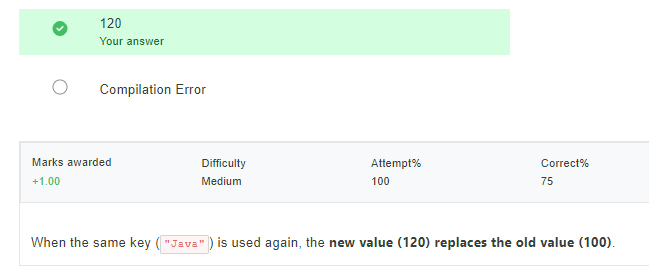 120
Your answer
Compilation Error
Marks awarded Difficulty Attempt% Correct%
+1.00 Medium 100 75
When the same key ("Java") is used again, the new value (120) replaces the old value (100).